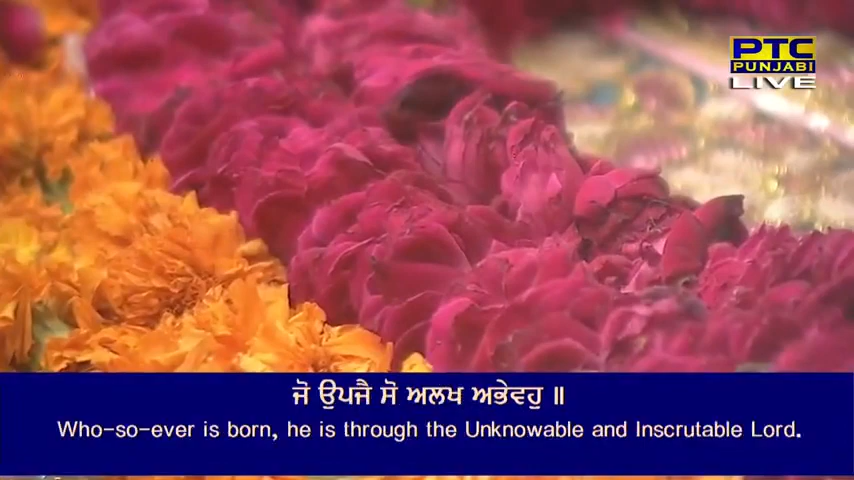 PTC
PUNJABI
LIVE
ਜੋ ਉਪਜੈ ਸੋ ਅਲਖ ਅਭੇਵਹੁ ॥
Who-so-ever is born, he is through the Unknowable and Inscrutable Lord.